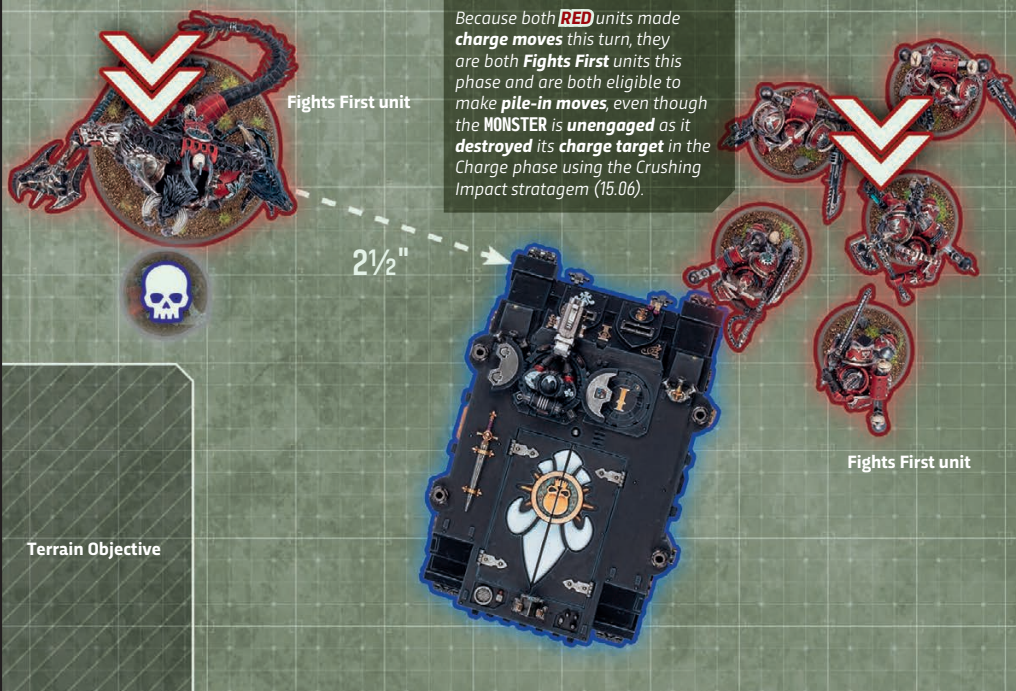 Because both RED units made
charge moves this turn, they
are both Fights First units this
phase and are both eligible to
make pile-in moves, even though
the MONSTER is unengaged as it
destroyed its charge target in the
Charge phase using the Crushing
Impact stratagem (15.06).
Fights First unit
2½"
Fights First unit
Terrain Objective